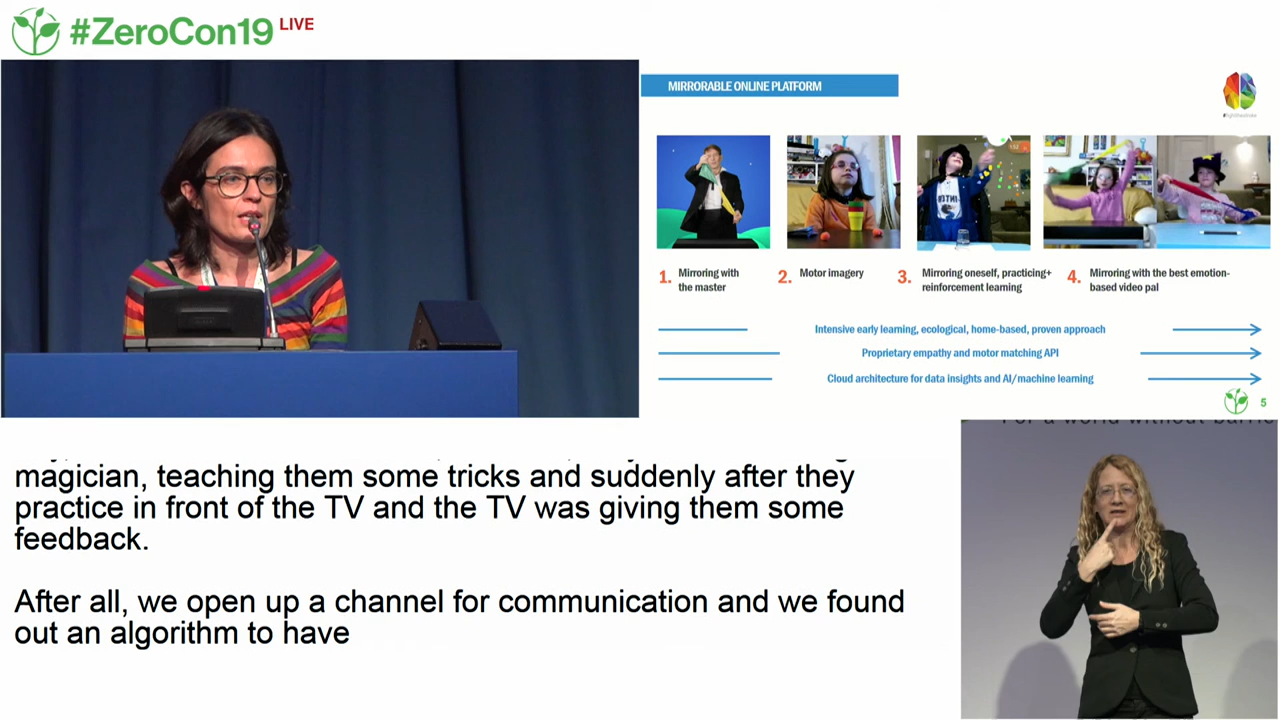 #ZeroCon19 LIVE
MIRRORABLE ONLINE PLATFORM
1. Mirroring with
the master
2. Motor imagery
3. Mirroring oneself, practicing+
reinforcement learning
4. Mirroring with the best emotion-
based video pal
Intensive early learning, ecological, home-based, proven approach
Proprietary empathy and motor matching API
Cloud architecture for data insights and AI/machine learning
5
magician, teaching them some tricks and suddenly after they
practice in front of the TV and the TV was giving them some
feedback.
After all, we open up a channel for communication and we found
out an algorithm to have
For a world without